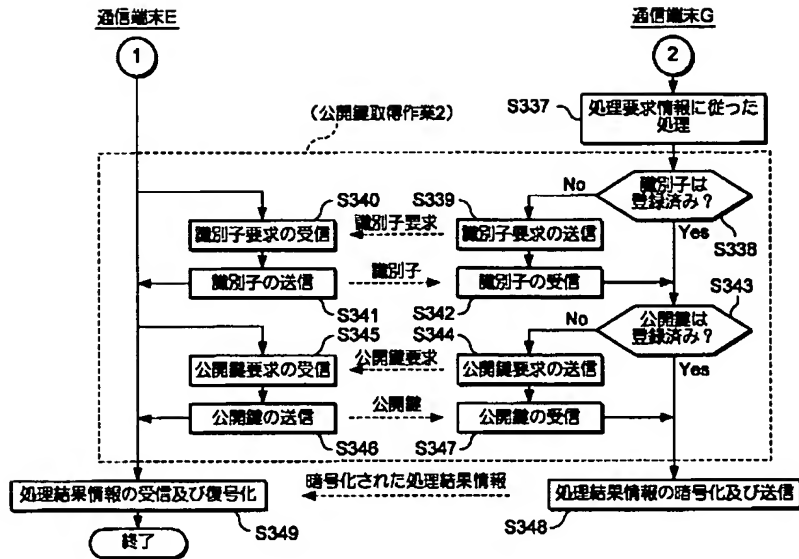 通信端末E
通信端末G
1
2
S337
処理要求情報に従った
処理
(公開鍵取得作業2)
識別子は
登録済み?
No
Yes
S338
S340
S339
識別子要求の受信
識別子要求
識別子要求の送信
識別子の送信
識別子
識別子の受信
S341
S342
S343
公開鍵は
登録済み?
No
Yes
S345
S344
公開鍵要求の受信
公開鍵要求
公開鍵要求の送信
公開鍵の送信
公開鍵
公開鍵の受信
S346
S347
暗号化された処理結果情報
処理結果情報の受信及び復号化
処理結果情報の暗号化及び送信
S349
S348
終了